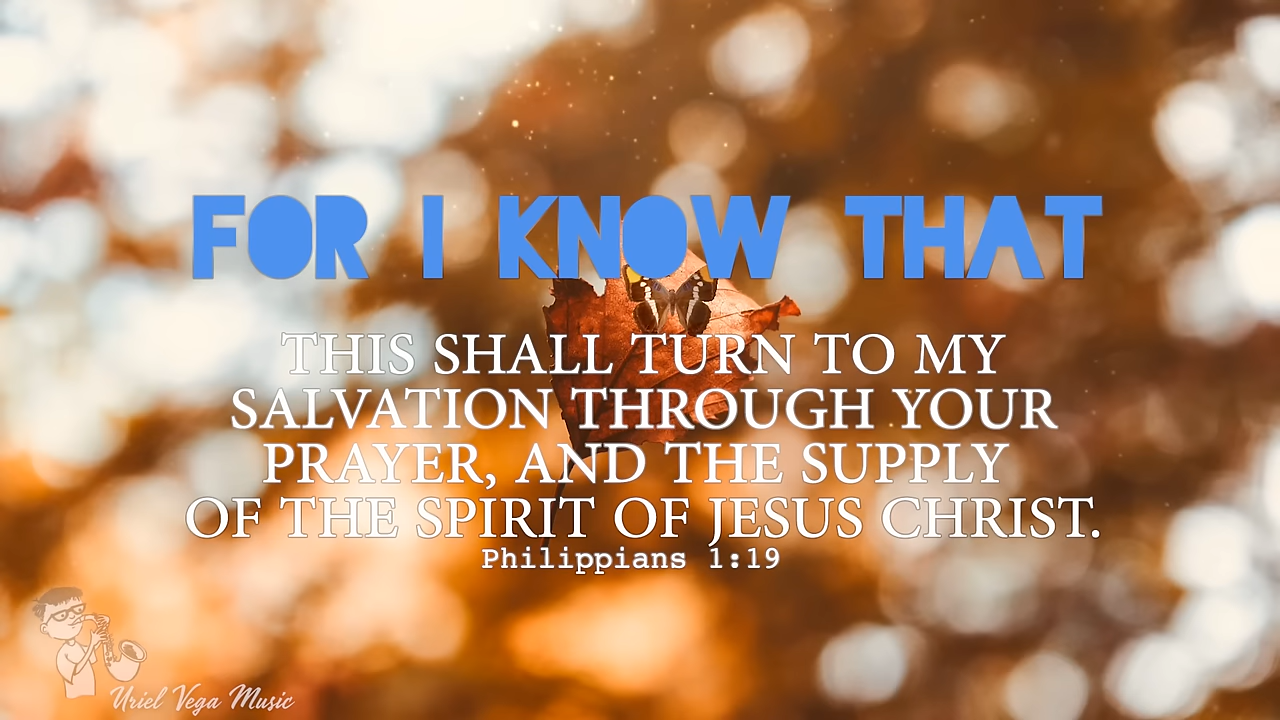 FOR I KNOW THAT
THIS SHALL TURN TO MY
SALVATION THROUGH YOUR
PRAYER, AND THE SUPPLY
OF THE SPIRIT OF JESUS CHRIST.
Philippians 1:19
Uriel Vega Music